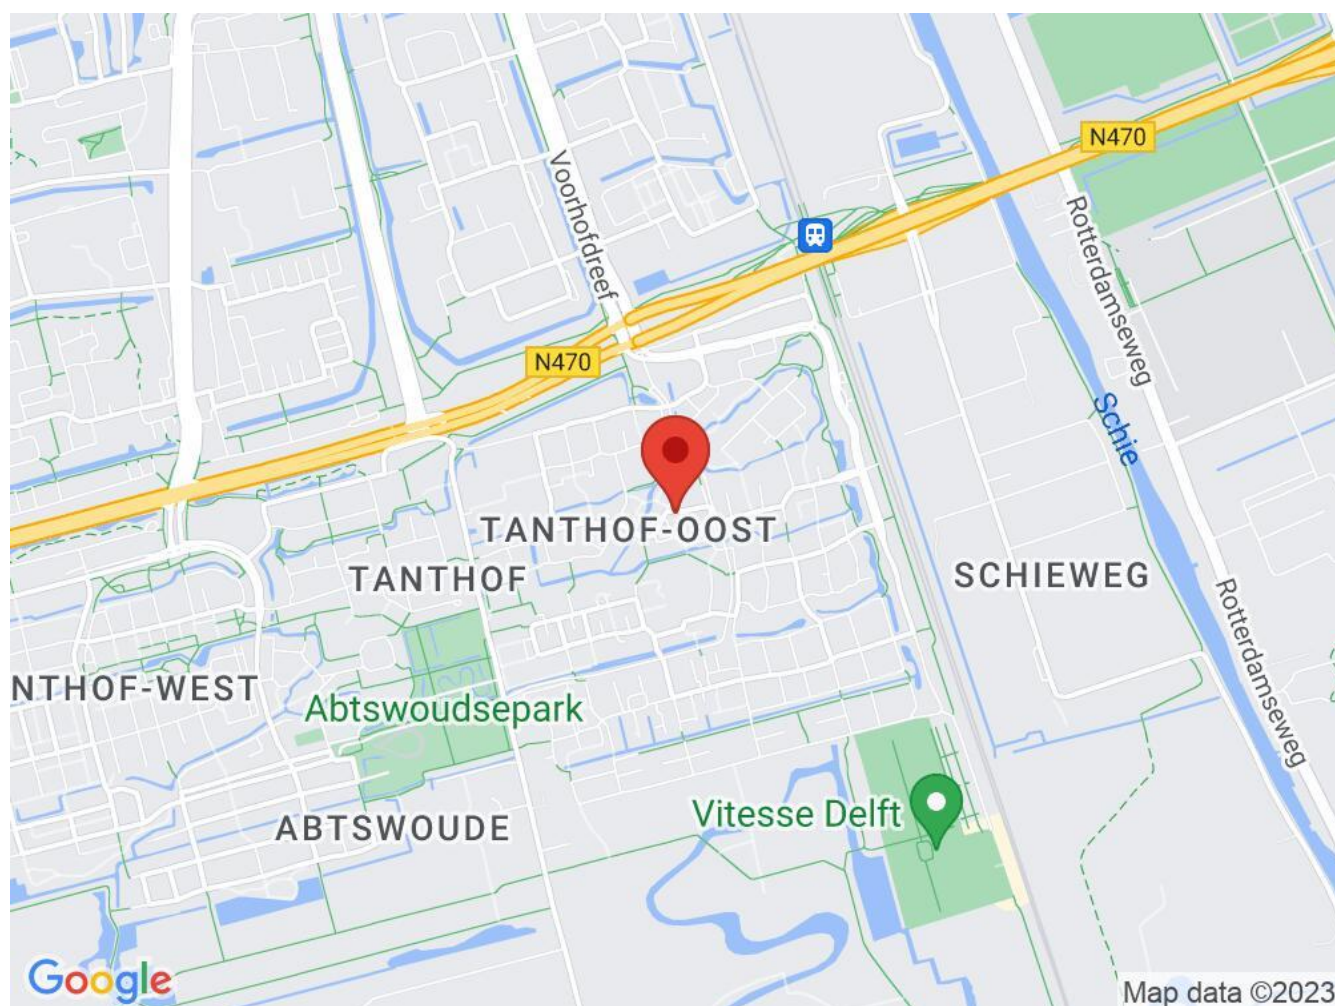 N470
Voorhofdreef
Rotterdamseweg
N470
Schie
TANTHOF-OOST
TANTHOF
SCHIEWEG
Rotterdamseweg
NTHOF-WEST
Abtswoudsepark
Vitesse Delft
ABTSWOUDE
Google
Map data ©2023